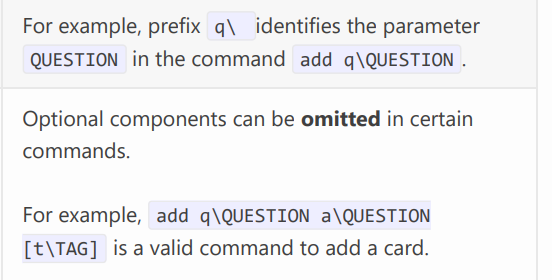 For example, prefix q\ identifies the parameter
QUESTION in the command add q\QUESTION.
Optional components can be omitted in certain
commands.
For example, add q\QUESTION a\QUESTION
[t\TAG] is a valid command to add a card.